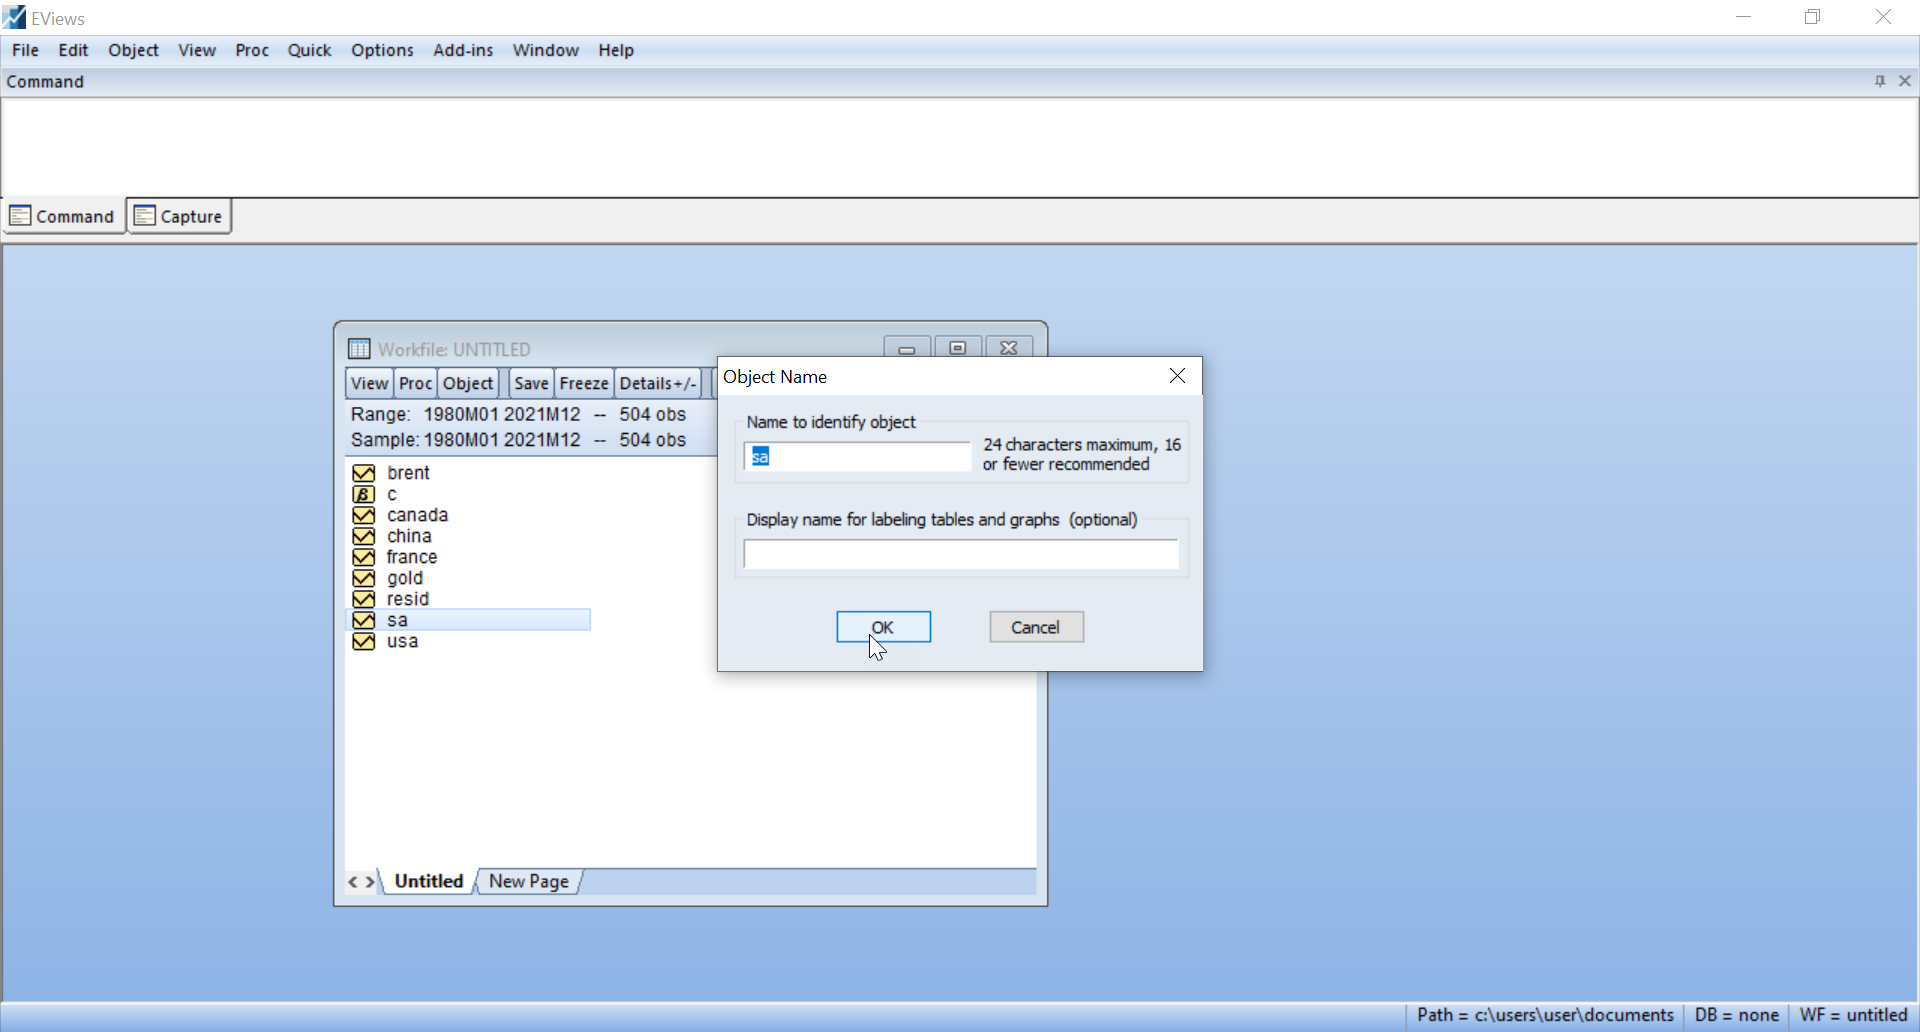 EViews
File Edit Object View Proc Quick Options Add-ins Window Help
Command
Command Capture
Workfile: UNTITLED
View Proc Object Save Freeze Details+/-
Range: 1980M01 2021M12 -- 504 obs
Sample: 1980M01 2021M12 -- 504 obs
brent
β c
canada
china
france
gold
resid
sa
usa
Untitled New Page
Object Name
Name to identify object
sa
24 characters maximum, 16
or fewer recommended
Display name for labeling tables and graphs (optional)
OK Cancel
Path = c:\users\user\documents DB = none WF = untitled